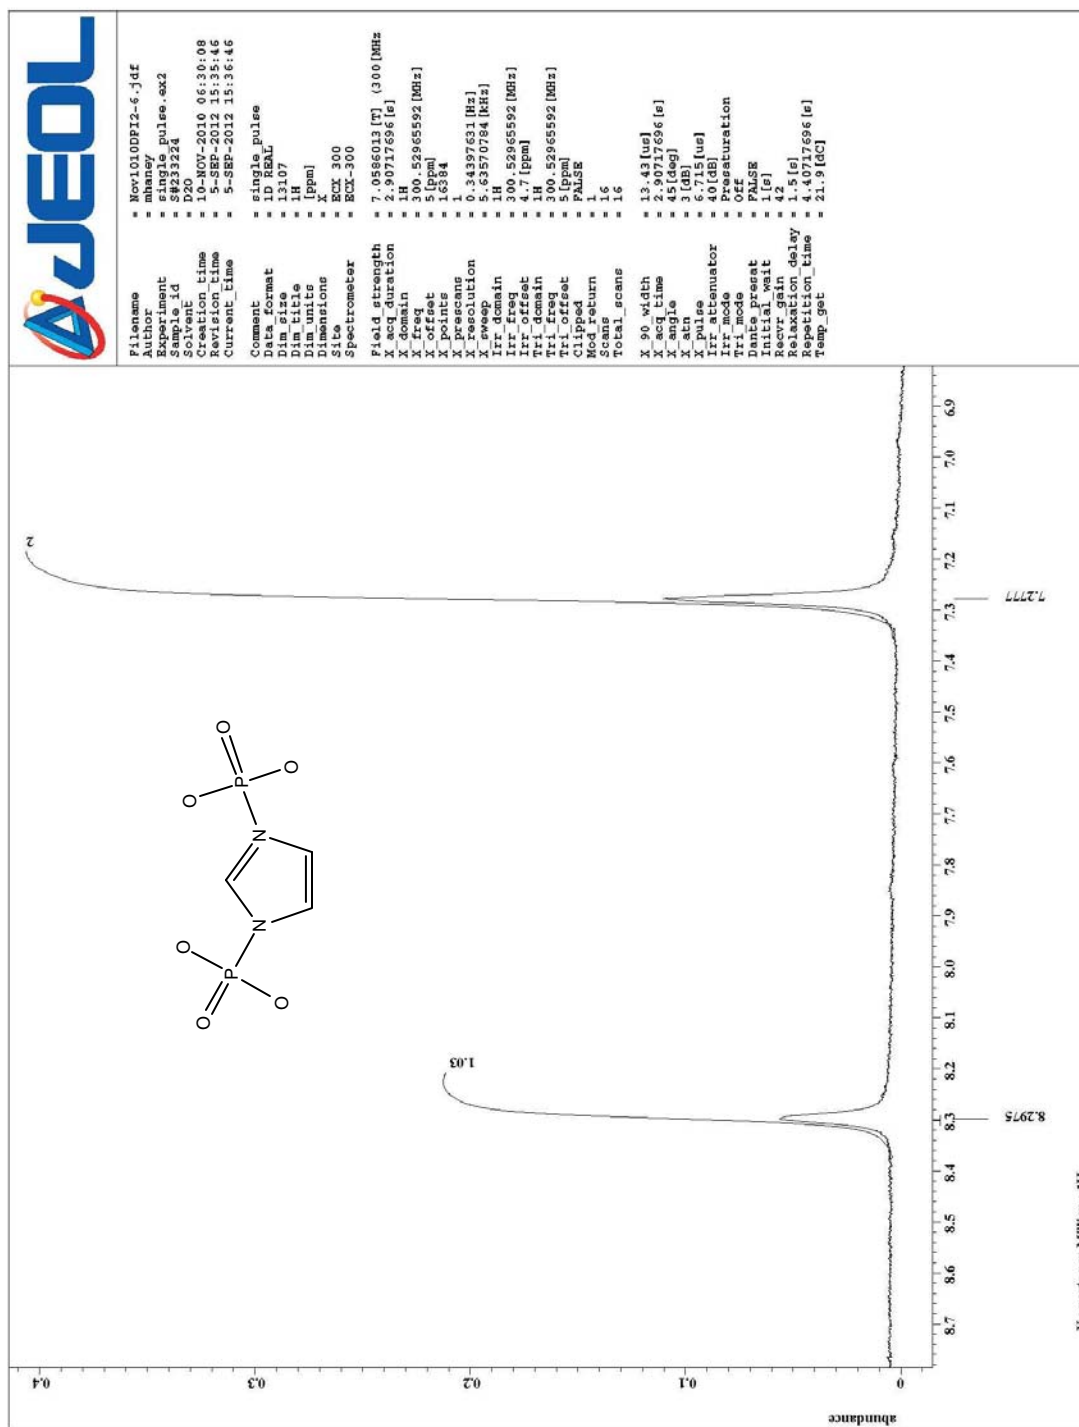 JEOL
Filename = Nov1010DPI2-6.jdf
Author = mhaney
Experiment = single_pulse.ex2
Sample_id = S#233224
Solvent = D2O
Creation_time = 10-NOV-2010 06:30:08
Revision_time = 5-SEP-2012 15:35:46
Current_time = 5-SEP-2012 15:36:46
Comment = single_pulse
Data_format = 1D REAL
Dim_size = 13107
Dim_title = 1H
Dim_units = [ppm]
Dimensions = X
Site = ECX 300
Spectrometer = ECX-300
Field_strength = 7.0586013[T] (300[MHz
X_acq_duration = 2.90717696[s]
X_domain = 1H
X_freq = 300.52965592[MHz]
X_offset = 5[ppm]
X_points = 16384
X_prescans = 1
X_resolution = 0.34397631[Hz]
X_sweep = 5.63570784[kHz]
Irr_domain = 1H
Irr_freq = 300.52965592[MHz]
Irr_offset = 4.7[ppm]
Tri_domain = 1H
Tri_freq = 300.52965592[MHz]
Tri_offset = 5[ppm]
Clipped = FALSE
Mod_return = 1
Scans = 16
Total_scans = 16
X_90_width = 13.43[us]
X_acq_time = 2.90717696[s]
X_angle = 45[deg]
X_atn = 3[dB]
X_pulse = 6.715[us]
Irr_attenuator = 40[dB]
Irr_mode = Presaturation
Tri_mode = Off
Dante_presat = FALSE
Initial_wait = 1[s]
Recvr_gain = 42
Relaxation_delay = 1.5[s]
Repetition_time = 4.40717696[s]
Temp_get = 21.9[dC]
abundance
0 0.1 0.2 0.3 0.4
1.03
2
O
O P O
N N
O P O
O
8.7 8.6 8.5 8.4 8.3 8.2 8.1 8.0 7.9 7.8 7.7 7.6 7.5 7.4 7.3 7.2 7.1 7.0 6.9
8.2975
7.2777